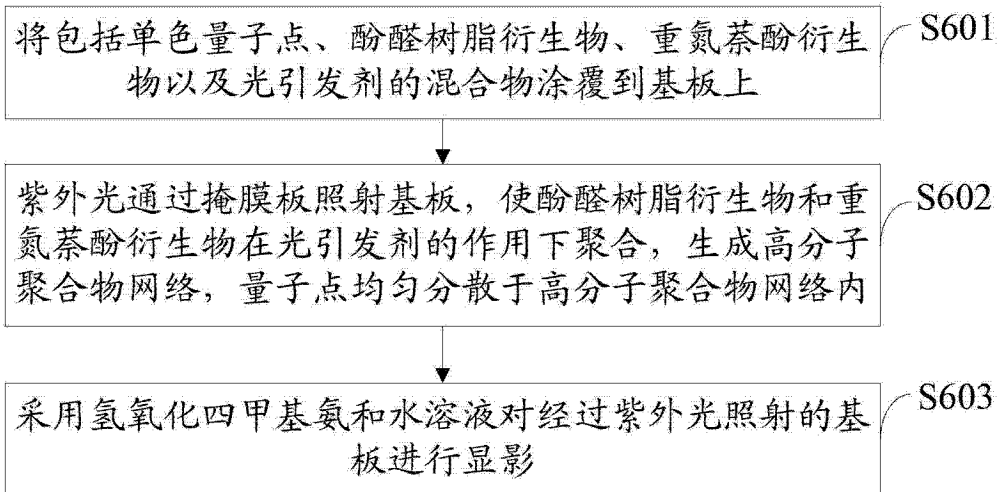 将包括单色量子点、酚醛树脂衍生物、重氮萘酚衍生
物以及光引发剂的混合物涂覆到基板上
S601
紫外光通过掩膜板照射基板，使酚醛树脂衍生物和重
氮萘酚衍生物在光引发剂的作用下聚合，生成高分子
聚合物网络，量子点均匀分散于高分子聚合物网络内
S602
采用氢氧化四甲基氨和水溶液对经过紫外光照射的基
板进行显影
S603